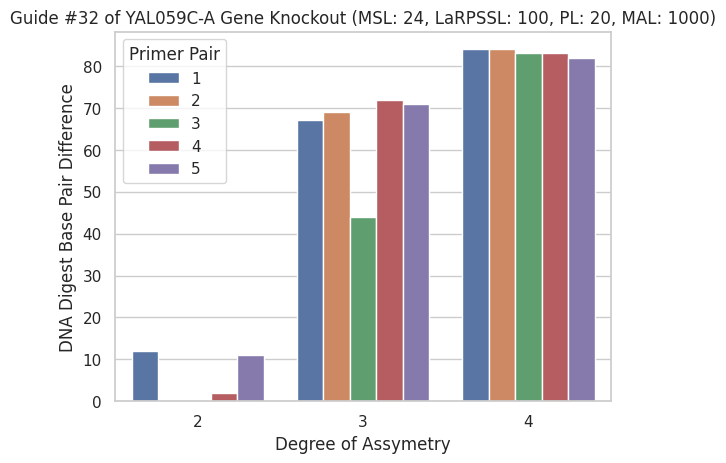 Guide #32 of YAL059C-A Gene Knockout (MSL: 24, LaRPSSL: 100, PL: 20, MAL: 1000)
Primer Pair
1
2
3
4
5
DNA Digest Base Pair Difference
80
70
60
50
40
30
20
10
0
2 3 4
Degree of Assymetry